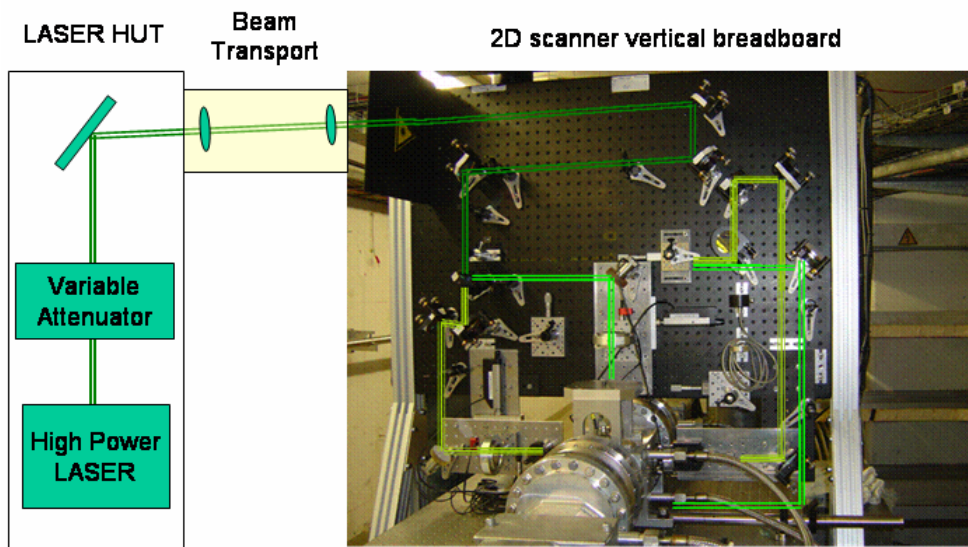 LASER HUT
Beam
Transport
2D scanner vertical breadboard
Variable
Attenuator
High Power
LASER